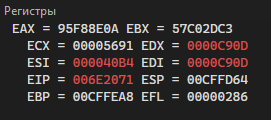 Регистры
EAX = 95F88E0A EBX = 57C02DC3
ECX = 00005691 EDX = 0000C90D
ESI = 000040B4 EDI = 0000C90D
EIP = 006E2071 ESP = 00CFFD64
EBP = 00CFFEA8 EFL = 00000286